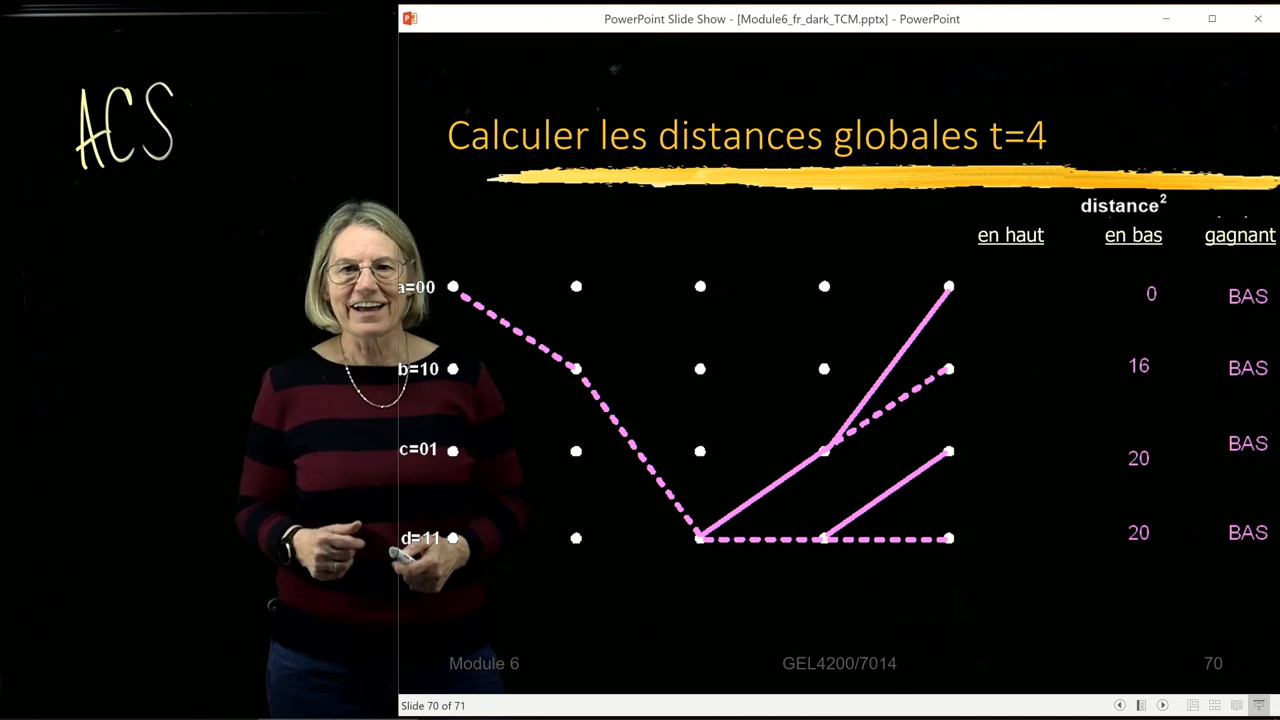 ACS
PowerPoint Slide Show - [Module6_fr_dark_TCM.pptx] - PowerPoint
Calculer les distances globales t=4
distance²
en haut en bas gagnant
a=00 0 BAS
b=10 16 BAS
c=01 20 BAS
d=11 20 BAS
Module 6 GEL4200/7014 70
Slide 70 of 71